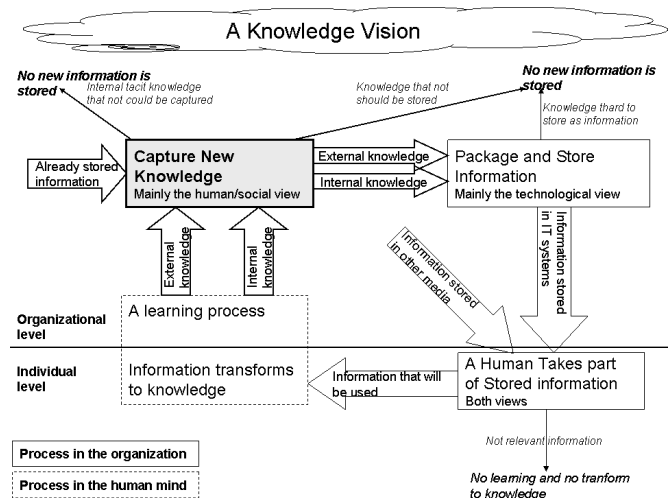 A Knowledge Vision
No new information is
stored
Internal tacit knowledge
that not could be captured
Knowledge that not
should be stored
No new information is
stored
Knowledge thard to
store as information
Already stored
information
Capture New
Knowledge
Mainly the human/social view
External knowledge
Internal knowledge
Package and Store
Information
Mainly the technological view
External
knowledge
Internal
knowledge
Information stored
in other media
Information stored
in IT systems
A learning process
Organizational
level
Individual
level
Information transforms
to knowledge
Information that will
be used
A Human Takes part
of Stored information
Both views
Not relevant information
No learning and no tranform
to knowledge
Process in the organization
Process in the human mind